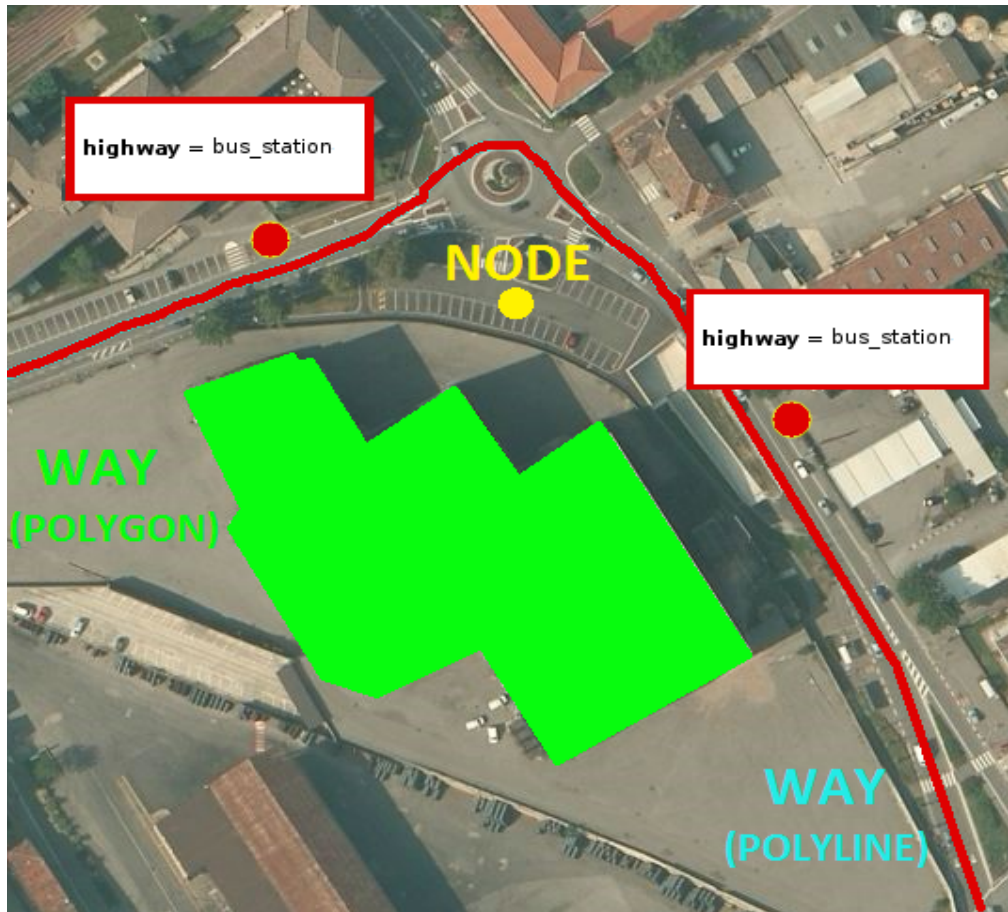 highway = bus_station
NODE
highway = bus_station
WAY
(POLYGON)
WAY
(POLYLINE)